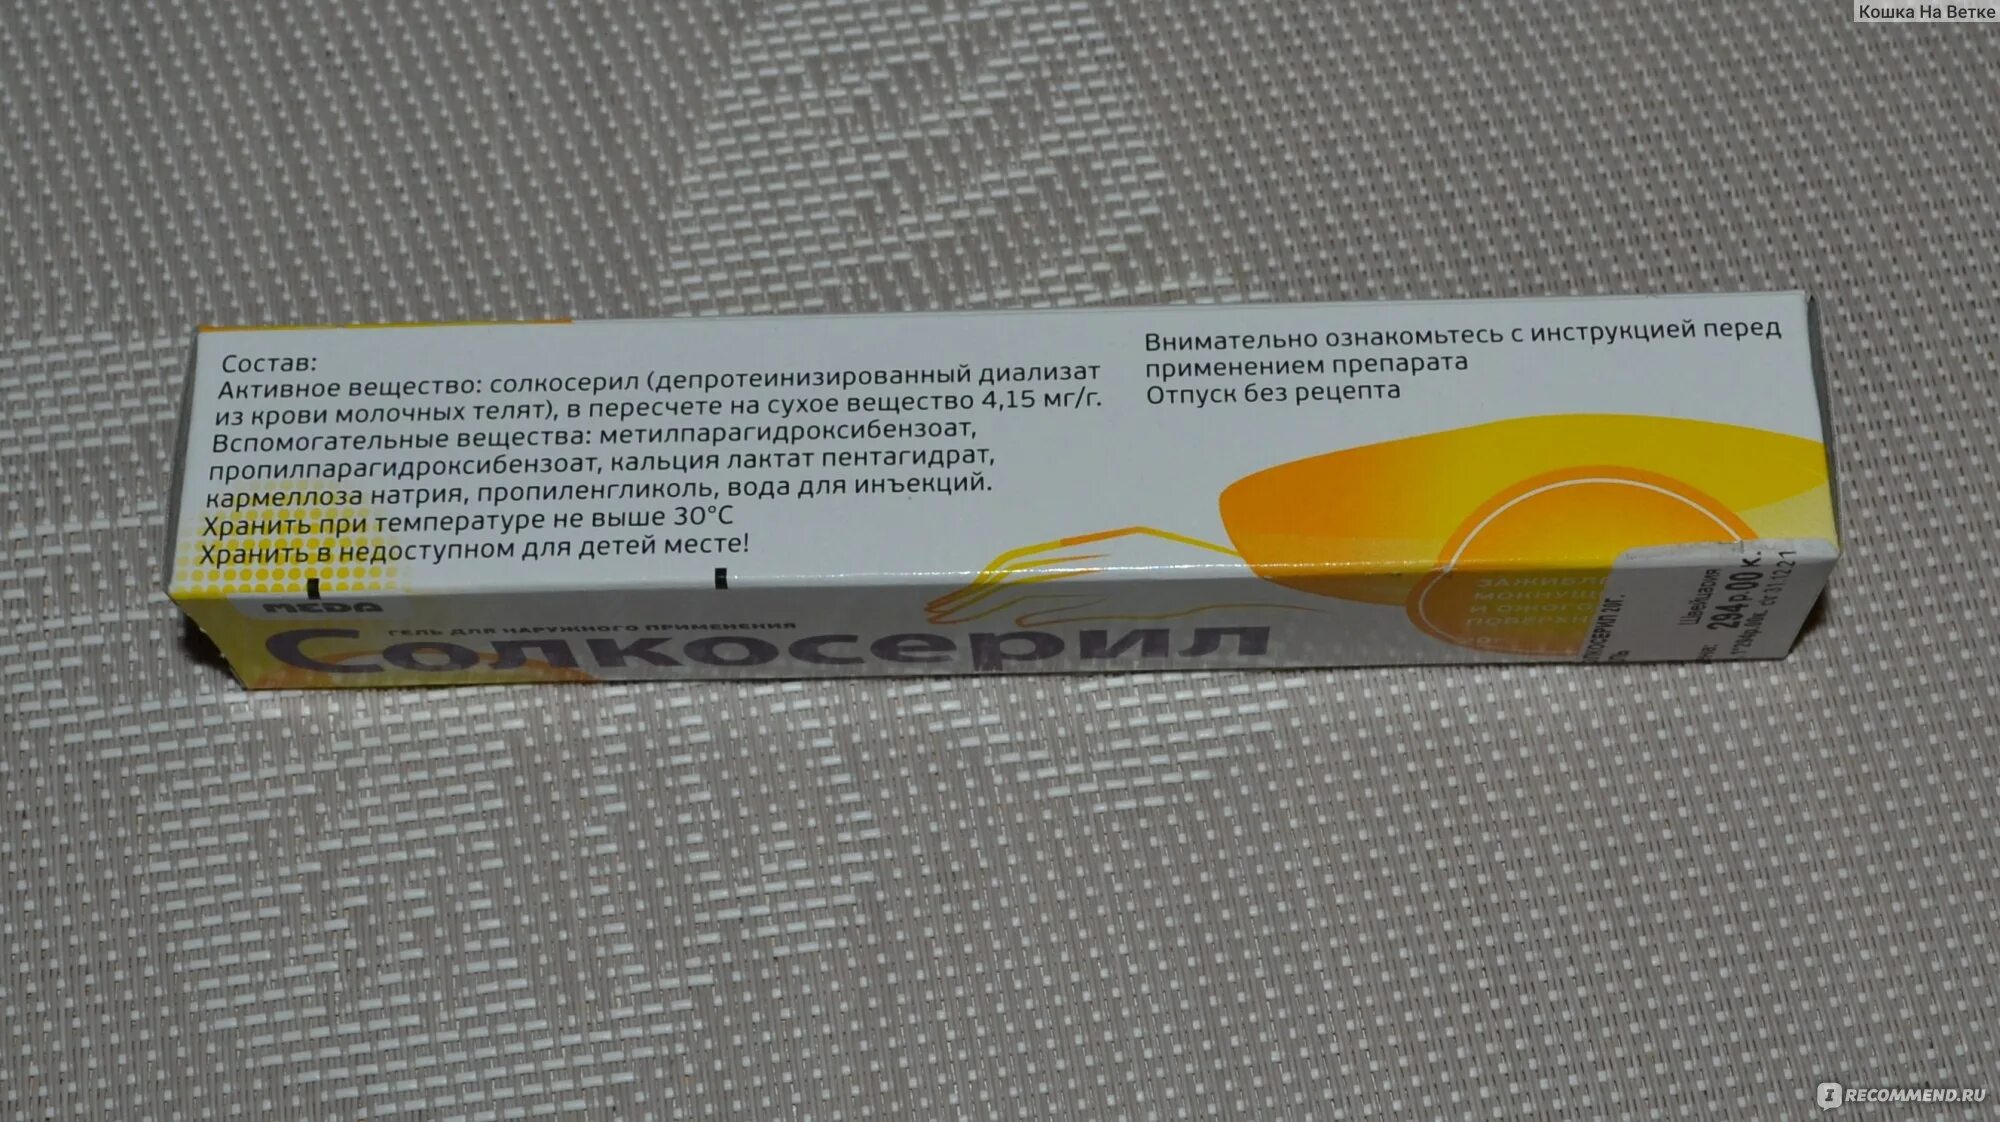 Кошка На Ветке
Состав:
Активное вещество: солкосерил (депротеинизированный диализат
из крови молочных телят), в пересчете на сухое вещество 4,15 мг/г.
Вспомогательные вещества: метилпарагидроксибензоат,
пропилпарагидроксибензоат, кальция лактат пентагидрат,
кармеллоза натрия, пропиленгликоль, вода для инъекций.
Хранить при температуре не выше 30°С
Хранить в недоступном для детей месте!
Внимательно ознакомьтесь с инструкцией перед
применением препарата
Отпуск без рецепта
MEDA
ГЕЛЬ ДЛЯ НАРУЖНОГО ПРИМЕНЕНИЯ
Солкосерил
И ОЖОГО
Швейцария
294 р.00 к.
IRECOMMEND.RU